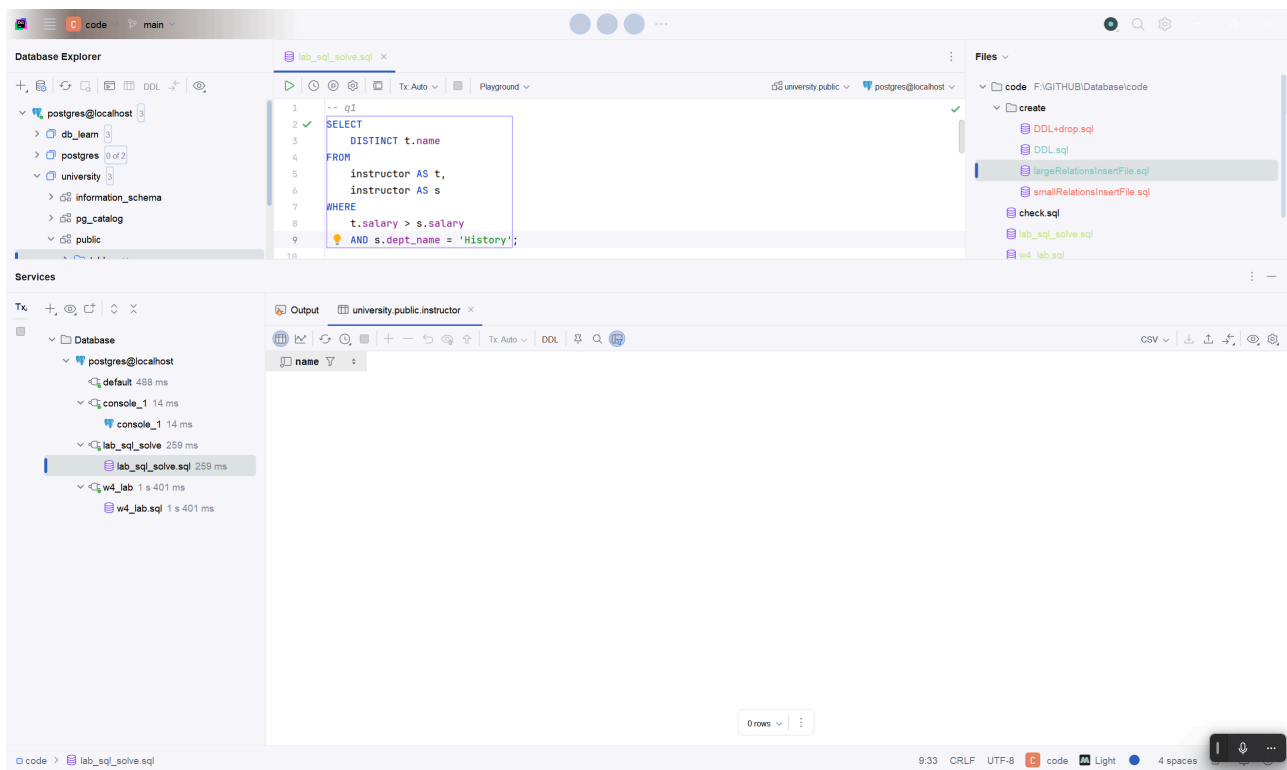 C code main
Database Explorer
DDL
postgres@localhost 3
db_learn 3
postgres 0 of 2
university 3
information_schema
pg_catalog
public
lab_sql_solve.sql
Tx: Auto Playground university.public postgres@localhost
1 -- q1
2 SELECT
3 DISTINCT t.name
4 FROM
5 instructor AS t,
6 instructor AS s
7 WHERE
8 t.salary > s.salary
9 AND s.dept_name = 'History';
10
Files
code F:\GITHUB\Database\code
create
DDL+drop.sql
DDL.sql
largeRelationsInsertFile.sql
smallRelationsInsertFile.sql
check.sql
lab_sql_solve.sql
w4_lab.sql
Services
Tx
Database
postgres@localhost
default 488 ms
console_1 14 ms
console_1 14 ms
lab_sql_solve 259 ms
lab_sql_solve.sql 259 ms
w4_lab 1 s 401 ms
w4_lab.sql 1 s 401 ms
Output university.public.instructor
Tx: Auto DDL CSV
name
0 rows
code > lab_sql_solve.sql
9:33 CRLF UTF-8 C code Light 4 spaces